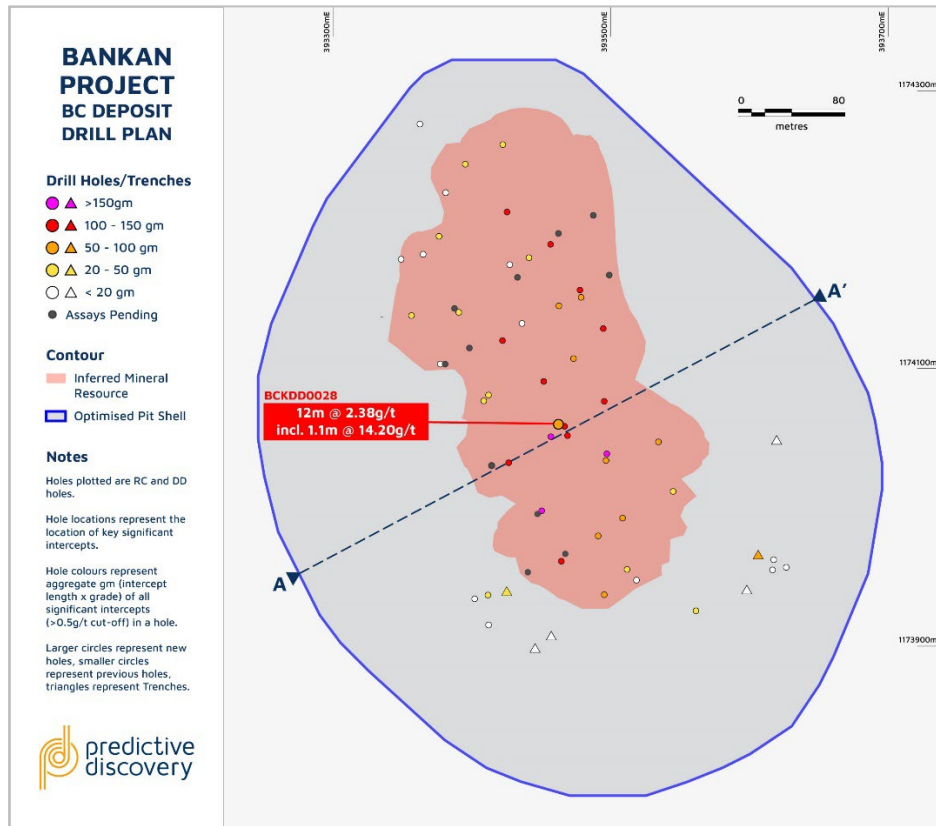 BANKAN
PROJECT
BC DEPOSIT
DRILL PLAN
Drill Holes/Trenches
>150gm
100 - 150 gm
50 - 100 gm
20 - 50 gm
< 20 gm
Assays Pending
Contour
Inferred Mineral
Resource
Optimised Pit Shell
Notes
Holes plotted are RC and DD
holes.
Hole locations represent the
location of key significant
intercepts.
Hole colours represent
aggregate gm (intercept
length x grade) of all
significant intercepts
(>0.5g/t cut-off) in a hole.
Larger circles represent new
holes, smaller circles
represent previous holes,
triangles represent Trenches.
predictive
discovery
393300mE
393500mE
393700mE
1174300m
0 80
metres
A'
1174100m
BCKDD0028
12m @ 2.38g/t
incl. 1.1m @ 14.20g/t
A
1173900m